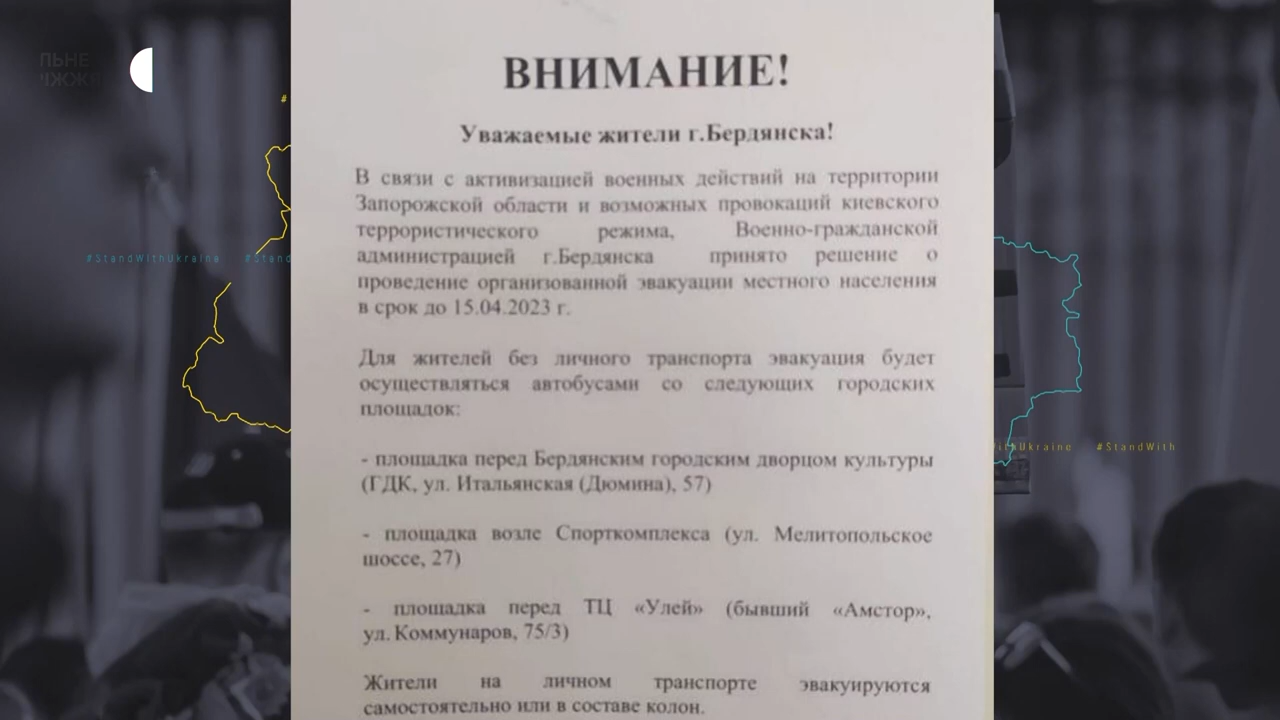 ЛЬНЕ
#
ВНИМАНИЕ!
Уважаемые жители г.Бердянска!
В связи с активизацией военных действий на территории
Запорожской области и возможных провокаций киевского
террористического режима, Военно-гражданской
администрацией г.Бердянска принято решение о
проведение организованной эвакуации местного населения
в срок до 15.04.2023 г.
Для жителей без личного транспорта эвакуация будет
осуществляться автобусами со следующих городских
площадок:
- площадка перед Бердянским городским дворцом культуры
(ГДК, ул. Итальянская (Дюмина), 57)
- площадка возле Спорткомплекса (ул. Мелитопольское
шоссе, 27)
- площадка перед ТЦ «Улей» (бывший «Амстор»,
ул. Коммунаров, 75/3)
Жители на личном транспорте эвакуируются
самостоятельно или в составе колон.
#StandWithUkraine #Stand
ithUkraine #StandWith